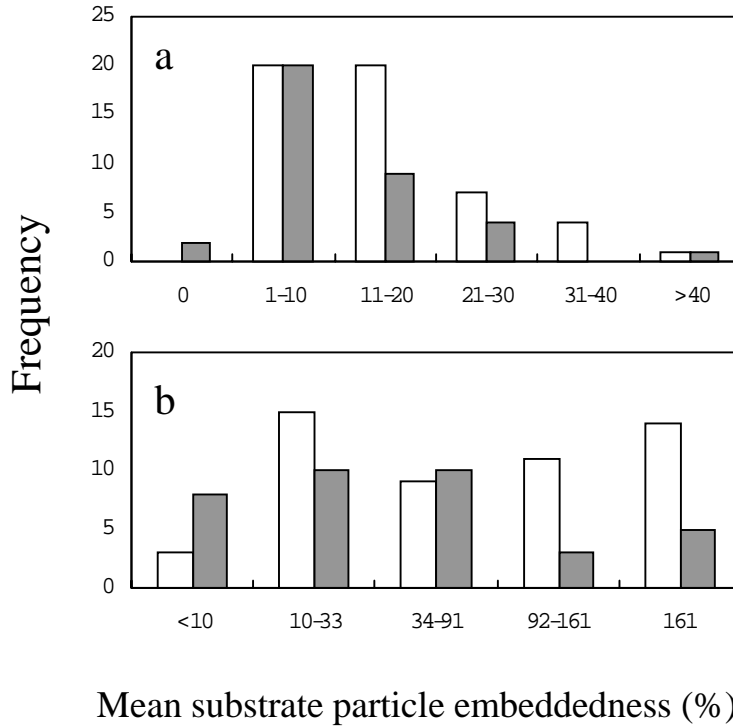 25
a
20
15
10
5
0
0 1-10 11-20 21-30 31-40 >40
Frequency
20
b
15
10
5
0
<10 10-33 34-91 92-161 161
Mean substrate particle embeddedness (%)